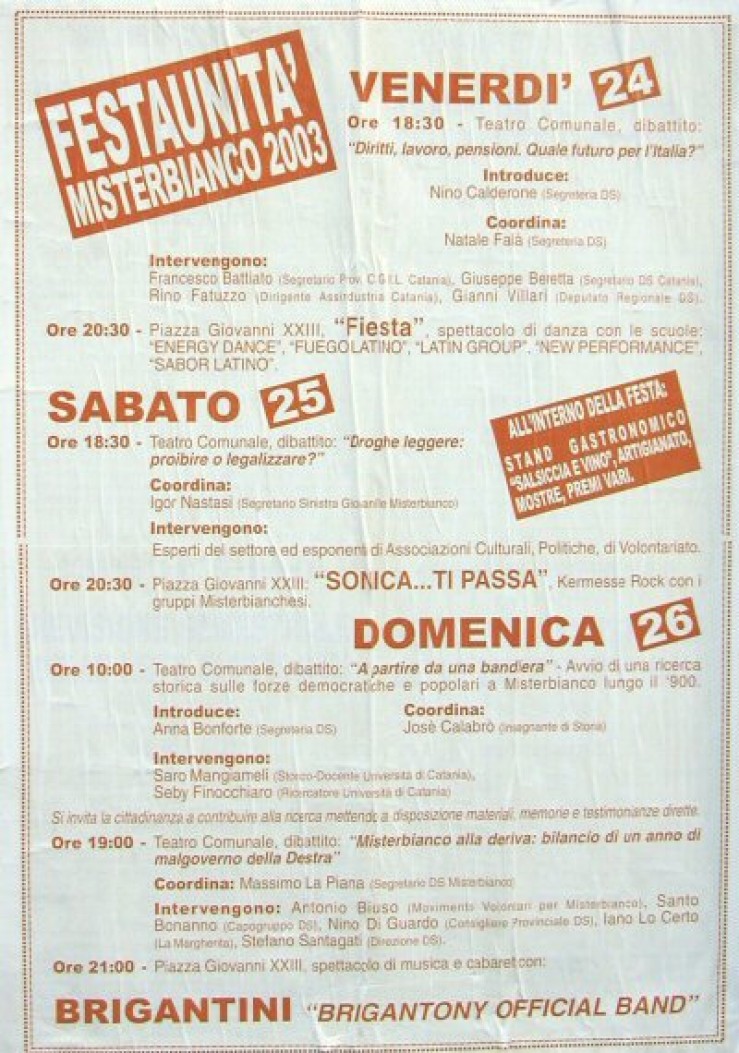 FESTAUNITA'
MISTERBIANCO 2003
VENERDI' 24
Ore 18:30 - Teatro Comunale, dibattito:
"Diritti, lavoro, pensioni. Quale futuro per l'Italia?"
Introduce:
Nino Calderone (Segreteria DS)
Coordina:
Natale Faià (Segreteria DS)
Intervengono:
Francesco Battiato (Segretario Prov. C.G.I.L. Catania), Giuseppe Beretta (Segretario DS Catania),
Rino Fatuzzo (Dirigente Assindustria Catania), Gianni Villari (Deputato Regionale DS).
Ore 20:30 - Piazza Giovanni XXIII, "Fiesta", spettacolo di danza con le scuole:
"ENERGY DANCE", "FUEGOLATINO", "LATIN GROUP", "NEW PERFORMANCE",
"SABOR LATINO".
SABATO 25
Ore 18:30 - Teatro Comunale, dibattito: "Droghe leggere:
proibire o legalizzare?"
Coordina:
Igor Nastasi (Segretario Sinistra Giovanile Misterbianco)
Intervengono:
Esperti del settore ed esponenti di Associazioni Culturali, Politiche, di Volontariato.
ALL'INTERNO DELLA FESTA:
STAND GASTRONOMICO
"SALSICCIA E VINO", ARTIGIANATO,
MOSTRE, PREMI VARI.
Ore 20:30 - Piazza Giovanni XXIII: "SONICA...TI PASSA", Kermesse Rock con i
gruppi Misterbianchesi.
DOMENICA 26
Ore 10:00 - Teatro Comunale, dibattito: "A partire da una bandiera" - Avvio di una ricerca
storica sulle forze democratiche e popolari a Misterbianco lungo il '900.
Introduce:
Anna Bonforte (Segreteria DS)
Coordina:
Josè Calabrò (Insegnante di Storia)
Intervengono:
Saro Mangiameli (Storico-Docente Università di Catania),
Seby Finocchiaro (Ricercatore Università di Catania)
Si invita la cittadinanza a contribuire alla ricerca mettendo a disposizione materiali, memorie e testimonianze dirette.
Ore 19:00 - Teatro Comunale, dibattito: "Misterbianco alla deriva: bilancio di un anno di
malgoverno della Destra"
Coordina: Massimo La Piana (Segretario DS Misterbianco)
Intervengono: Antonio Biuso (Movimento Volontari per Misterbianco), Santo
Bonanno (Capogruppo DS), Nino Di Guardo (Consigliere Provinciale DS), Iano Lo Certo
(La Margherita), Stefano Santagati (Direzione DS).
Ore 21:00 - Piazza Giovanni XXIII, spettacolo di musica e cabaret con:
BRIGANTINI "BRIGANTONY OFFICIAL BAND"